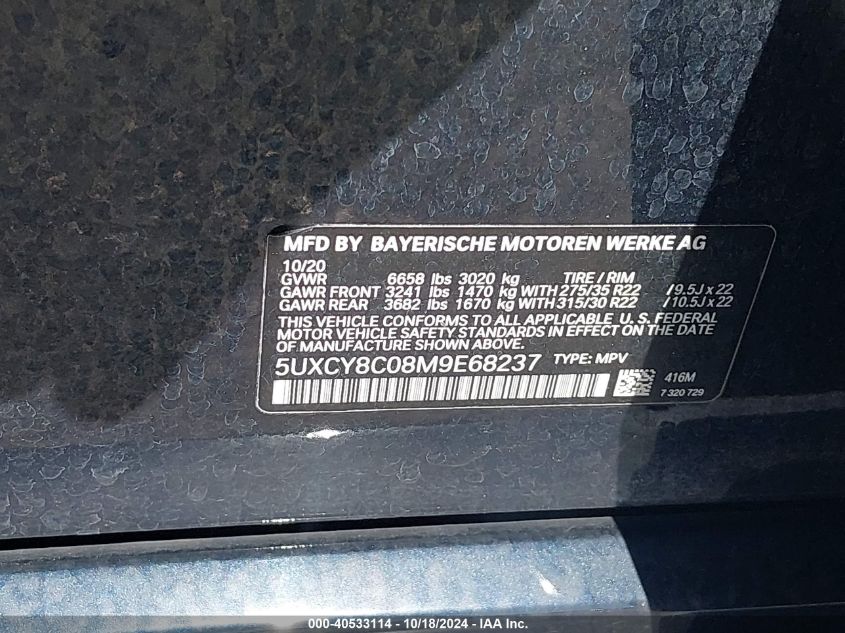 MFD BY BAYERISCHE MOTOREN WERKE AG
10/20
GVWR 6658 lbs 3020 kg TIRE / RIM
GAWR FRONT 3241 lbs 1470 kg WITH 275/35 R22 / 9.5J x 22
GAWR REAR 3682 lbs 1670 kg WITH 315/30 R22 / 10.5J x 22
THIS VEHICLE CONFORMS TO ALL APPLICABLE U.S. FEDERAL
MOTOR VEHICLE SAFETY STANDARDS IN EFFECT ON THE DATE
OF MANUFACTURE SHOWN ABOVE.
5UXCY8C08M9E68237 TYPE: MPV
416M
7 320 729
000-40533114 - 10/18/2024 - IAA Inc.